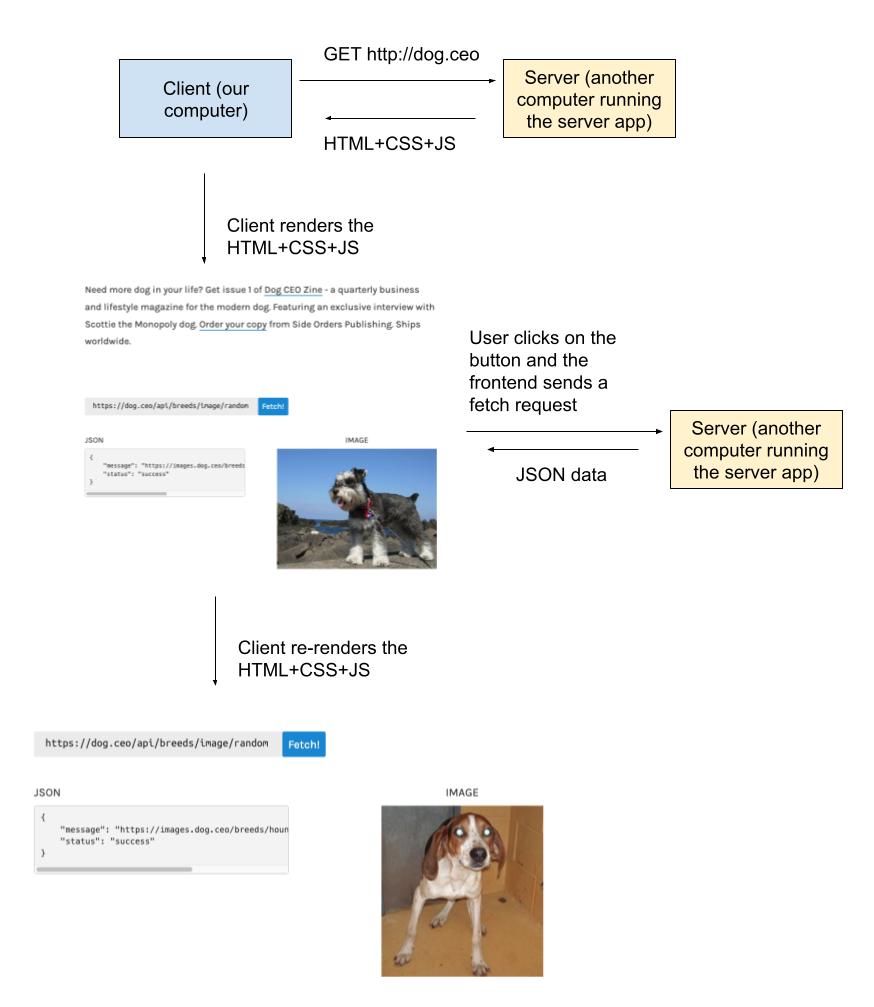 GET http://dog.ceo
Client (our
computer)
Server (another
computer running
the server app)
HTML+CSS+JS
Client renders the
HTML+CSS+JS
Need more dog in your life? Get issue 1 of Dog CEO Zine - a quarterly business
and lifestyle magazine for the modern dog. Featuring an exclusive interview with
Scottie the Monopoly dog. Order your copy from Side Orders Publishing. Ships
worldwide.
User clicks on the
button and the
frontend sends a
fetch request
https://dog.ceo/api/breeds/image/random Fetch!
Server (another
computer running
the server app)
JSON data
JSON
IMAGE
{
"message": "https://images.dog.ceo/breeds
"status": "success"
}
Client re-renders the
HTML+CSS+JS
https://dog.ceo/api/breeds/image/random Fetch!
JSON
IMAGE
{
"message": "https://images.dog.ceo/breeds/houn
"status": "success"
}